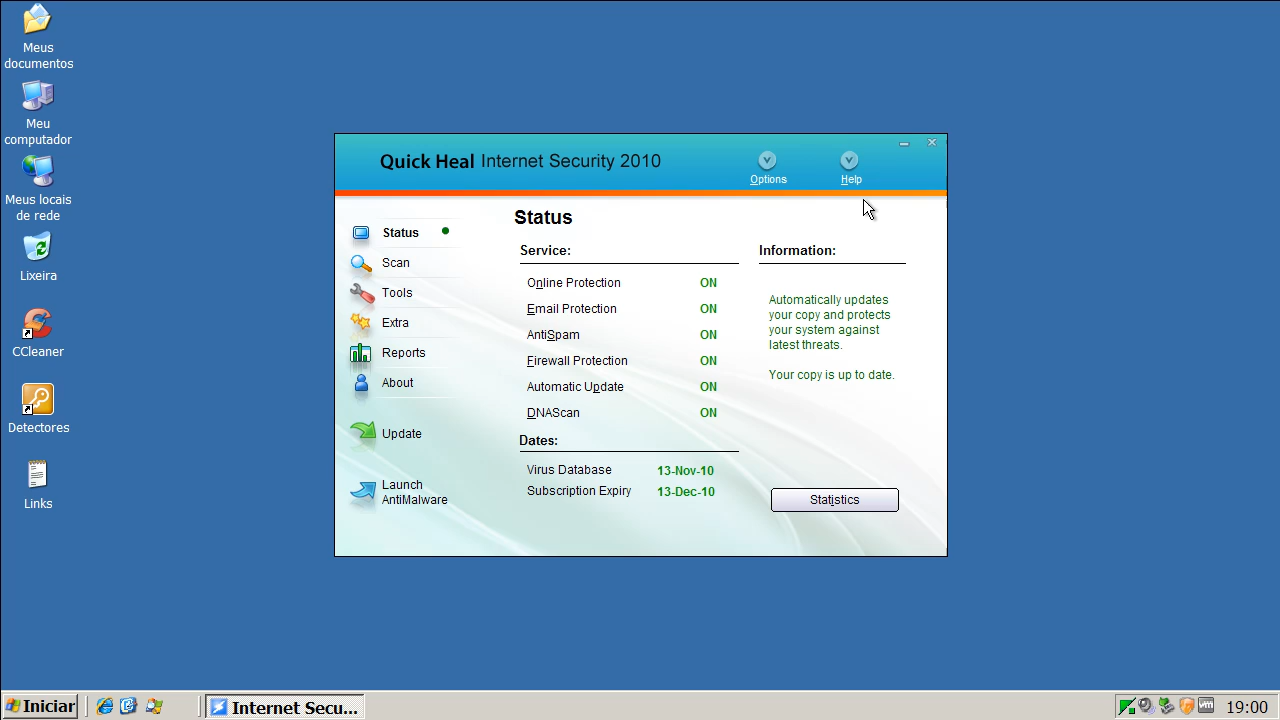 Meus
documentos
Meu
computador
Meus locais
de rede
Lixeira
CCleaner
Detectores
Links
Quick Heal Internet Security 2010
Options
Help
Status
Scan
Tools
Extra
Reports
About
Update
Launch
AntiMalware
Status
Service:
Online Protection ON
Email Protection ON
AntiSpam ON
Firewall Protection ON
Automatic Update ON
DNAScan ON
Dates:
Virus Database 13-Nov-10
Subscription Expiry 13-Dec-10
Information:
Automatically updates
your copy and protects
your system against
latest threats.
Your copy is up to date.
Statistics
Iniciar
Internet Secu...
19:00